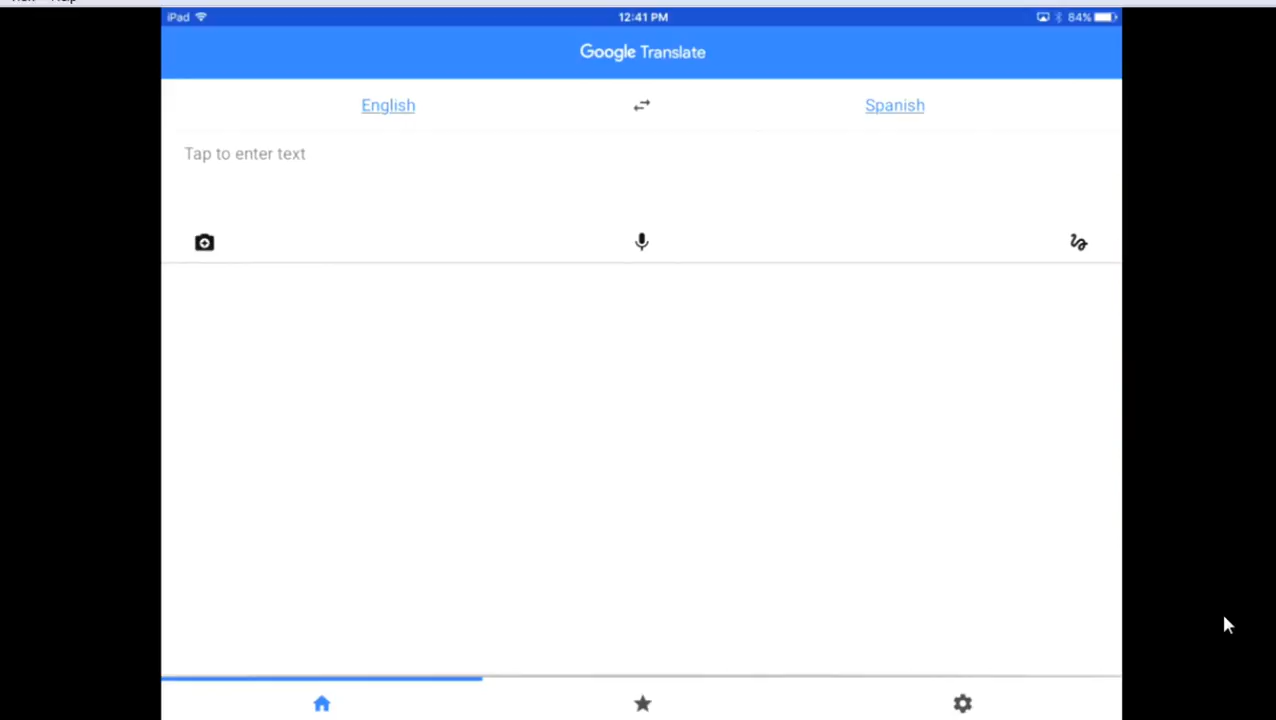 iPad 12:41 PM 84%
Google Translate
English Spanish
Tap to enter text